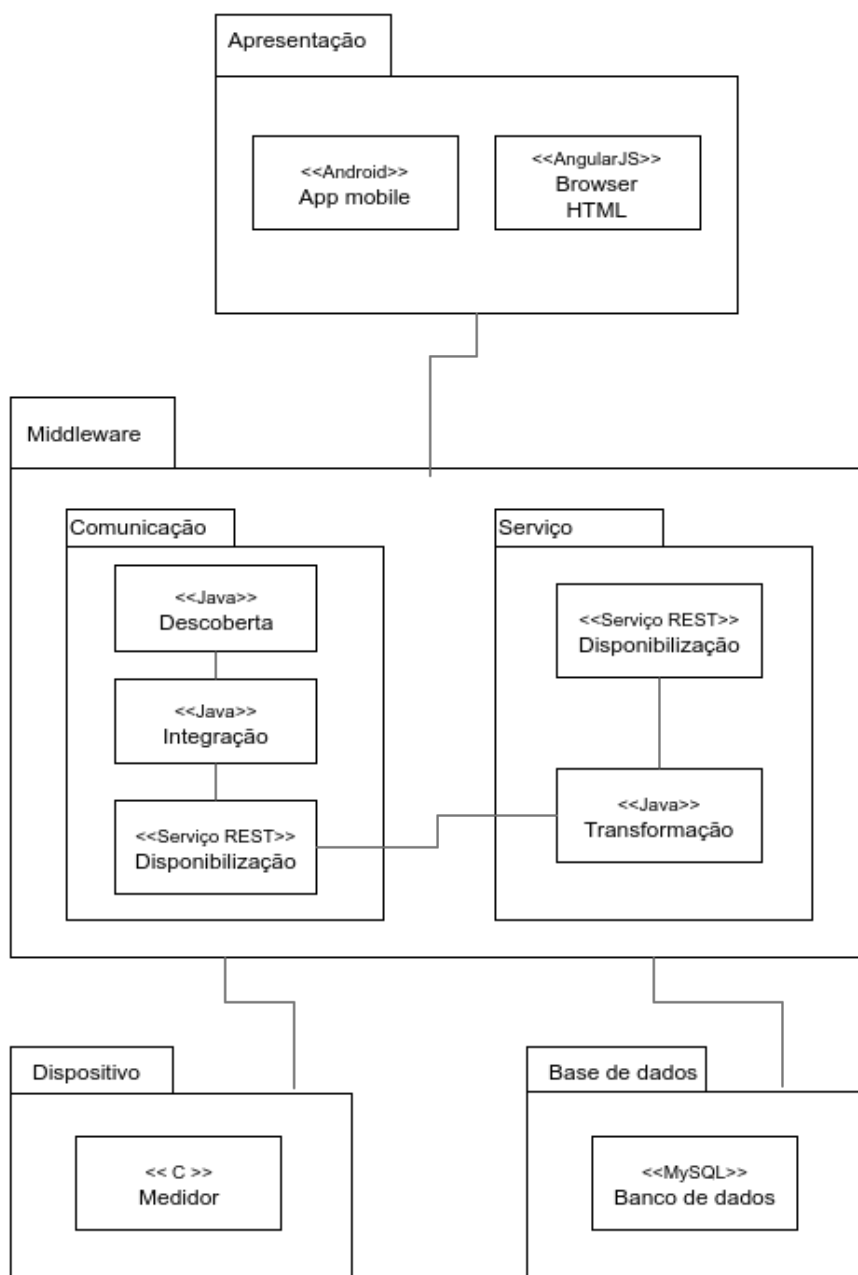 Apresentação
<<Android>>
App mobile
<<AngularJS>>
Browser
HTML
Middleware
Comunicação
<<Java>>
Descoberta
<<Java>>
Integração
<<Serviço REST>>
Disponibilização
Serviço
<<Serviço REST>>
Disponibilização
<<Java>>
Transformação
Dispositivo
<< C >>
Medidor
Base de dados
<<MySQL>>
Banco de dados